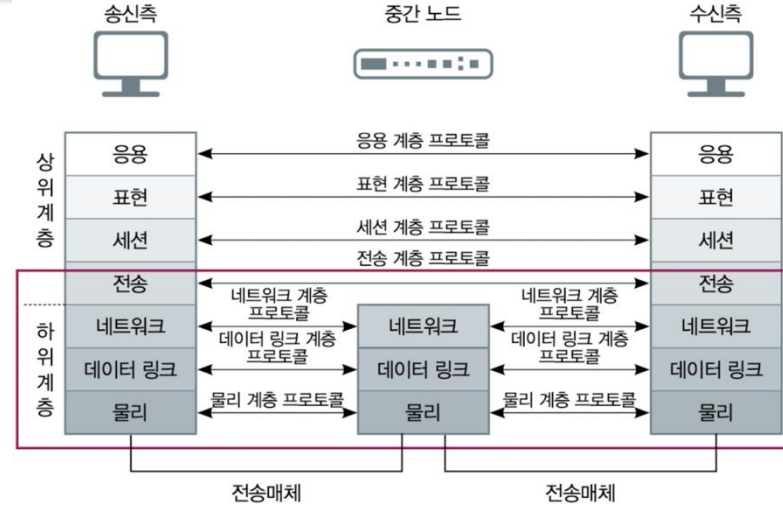 송신측
중간 노드
수신측
상위계층
응용
응용 계층 프로토콜
응용
표현
표현 계층 프로토콜
표현
세션
세션 계층 프로토콜
세션
전송
전송 계층 프로토콜
전송
하위계층
네트워크
네트워크 계층
프로토콜
네트워크
네트워크 계층
프로토콜
네트워크
데이터 링크
데이터 링크 계층
프로토콜
데이터 링크
데이터 링크 계층
프로토콜
데이터 링크
물리
물리 계층 프로토콜
물리
물리 계층 프로토콜
물리
전송매체
전송매체